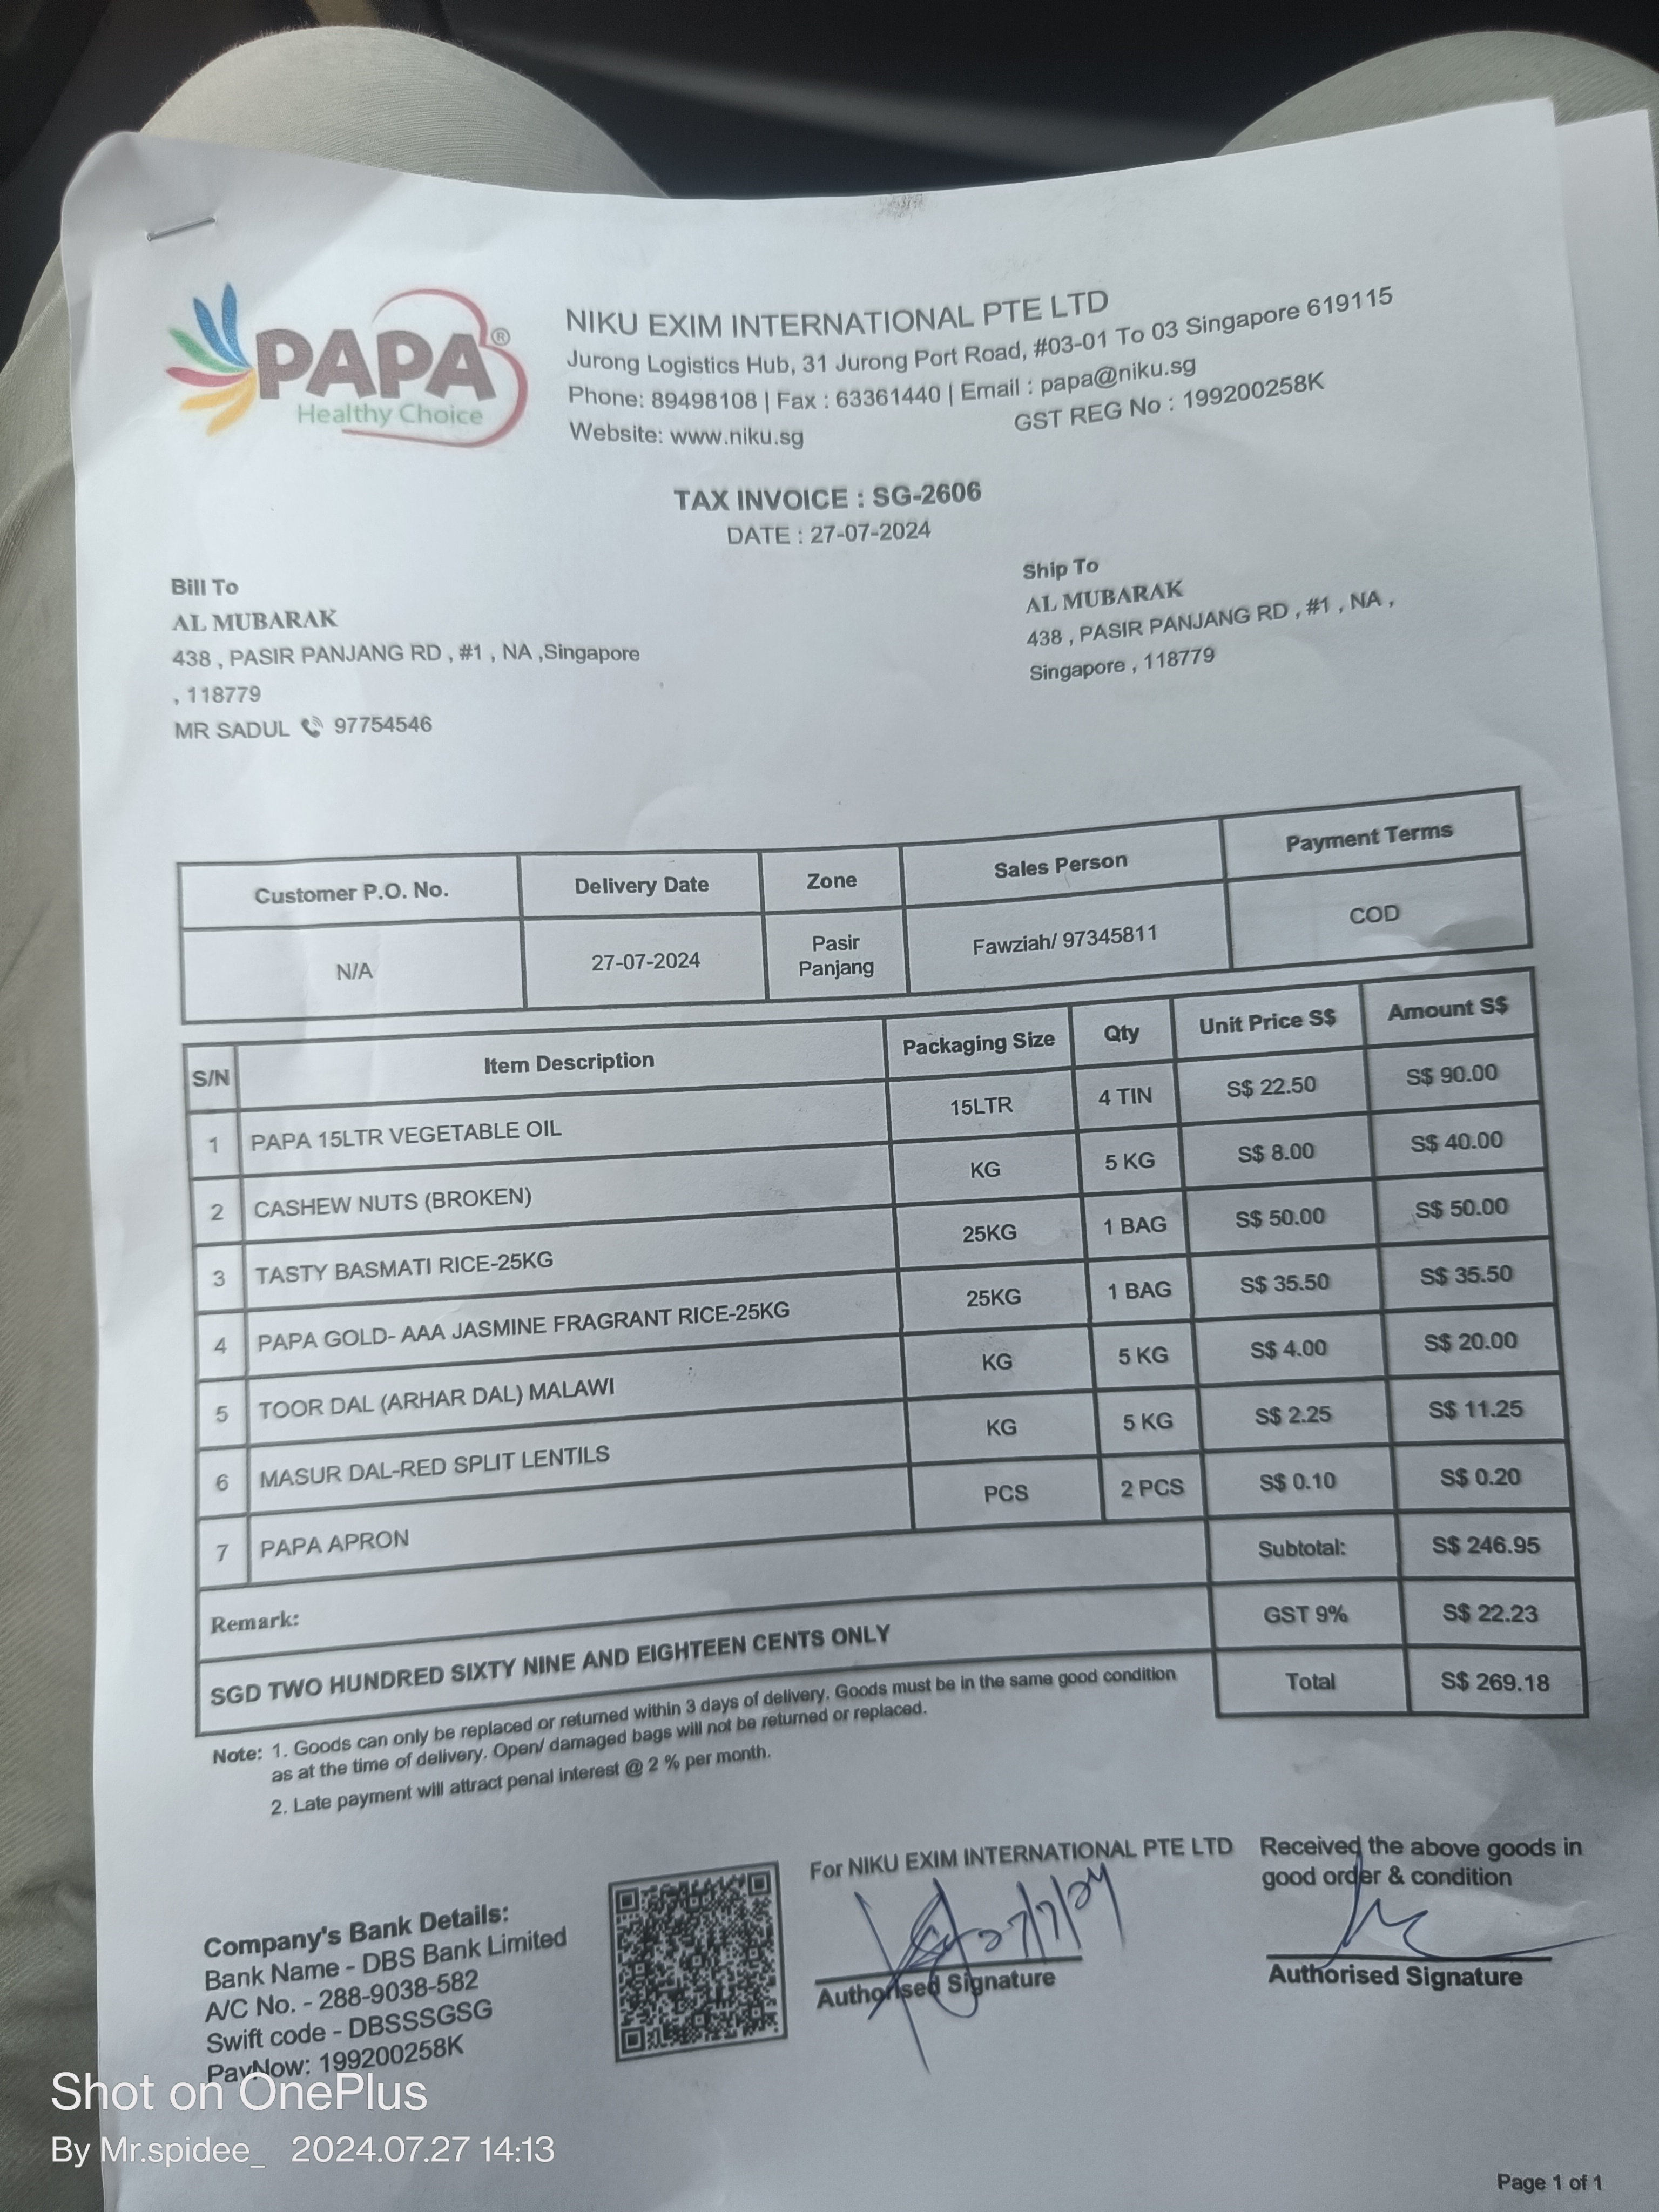 PAPA®
Healthy Choice
NIKU EXIM INTERNATIONAL PTE LTD
Jurong Logistics Hub, 31 Jurong Port Road, #03-01 To 03 Singapore 619115
Phone: 89498108 | Fax : 63361440 | Email : papa@niku.sg
Website: www.niku.sg GST REG No : 199200258K
TAX INVOICE : SG-2606
DATE : 27-07-2024
Bill To
AL MUBARAK
438 , PASIR PANJANG RD , #1 , NA ,Singapore
, 118779
MR SADUL 97754546
Ship To
AL MUBARAK
438 , PASIR PANJANG RD , #1 , NA ,
Singapore , 118779
Customer P.O. No. Delivery Date Zone Sales Person Payment Terms
N/A 27-07-2024 Pasir Panjang Fawziah/ 97345811 COD
S/N Item Description Packaging Size Qty Unit Price S$ Amount S$
1 PAPA 15LTR VEGETABLE OIL 15LTR 4 TIN S$ 22.50 S$ 90.00
2 CASHEW NUTS (BROKEN) KG 5 KG S$ 8.00 S$ 40.00
3 TASTY BASMATI RICE-25KG 25KG 1 BAG S$ 50.00 S$ 50.00
4 PAPA GOLD- AAA JASMINE FRAGRANT RICE-25KG 25KG 1 BAG S$ 35.50 S$ 35.50
5 TOOR DAL (ARHAR DAL) MALAWI KG 5 KG S$ 4.00 S$ 20.00
6 MASUR DAL-RED SPLIT LENTILS KG 5 KG S$ 2.25 S$ 11.25
7 PAPA APRON PCS 2 PCS S$ 0.10 S$ 0.20
Remark: Subtotal: S$ 246.95
GST 9% S$ 22.23
SGD TWO HUNDRED SIXTY NINE AND EIGHTEEN CENTS ONLY Total S$ 269.18
Note: 1. Goods can only be replaced or returned within 3 days of delivery. Goods must be in the same good condition
as at the time of delivery. Open/ damaged bags will not be returned or replaced.
2. Late payment will attract penal interest @ 2 % per month.
Company's Bank Details:
Bank Name - DBS Bank Limited
A/C No. - 288-9038-582
Swift code - DBSSSGSG
PayNow: 199200258K
For NIKU EXIM INTERNATIONAL PTE LTD
27/7/24
Authorised Signature
Received the above goods in
good order & condition
Authorised Signature
Shot on OnePlus
By Mr.spidee_ 2024.07.27 14:13
Page 1 of 1